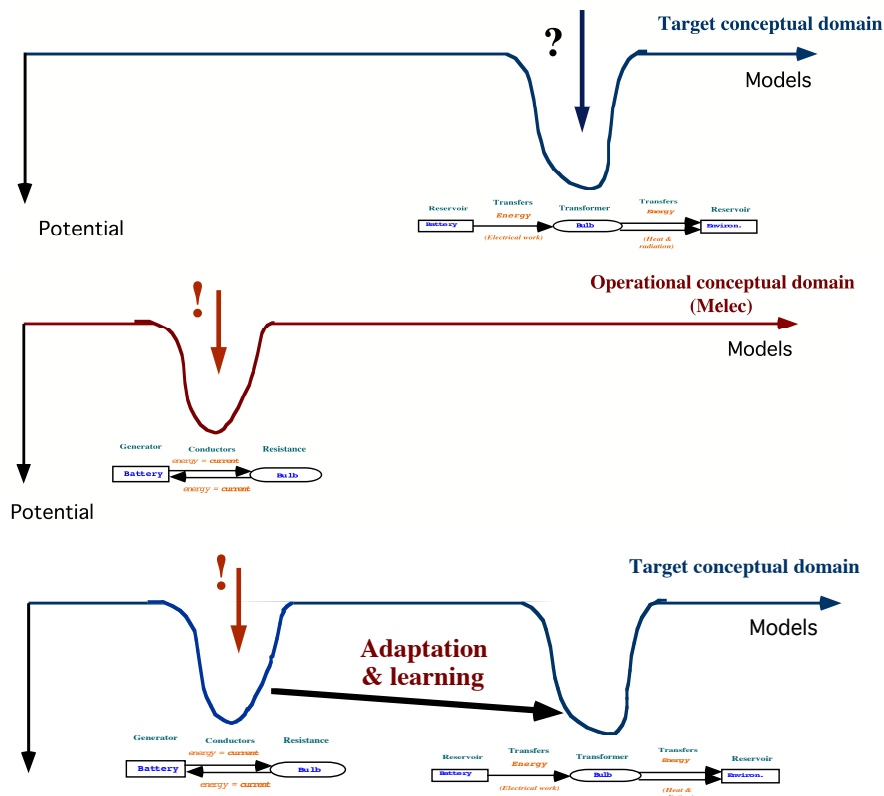 Target conceptual domain
?
Models
Potential
Reservoir Transfers Transformer Transfers Reservoir
Battery Energy Bulb Energy Environ.
(Electrical work) (Heat &
radiation)
Operational conceptual domain
(Melec)
!
Models
Generator Conductors Resistance
energy = current
Battery Bulb
energy = current
Potential
Target conceptual domain
!
Models
Adaptation
& learning
Generator Conductors Resistance
energy = current
Battery Bulb
energy = current
Reservoir Transfers Transformer Transfers Reservoir
Battery Energy Bulb Energy Environ.
(Electrical work) (Heat &